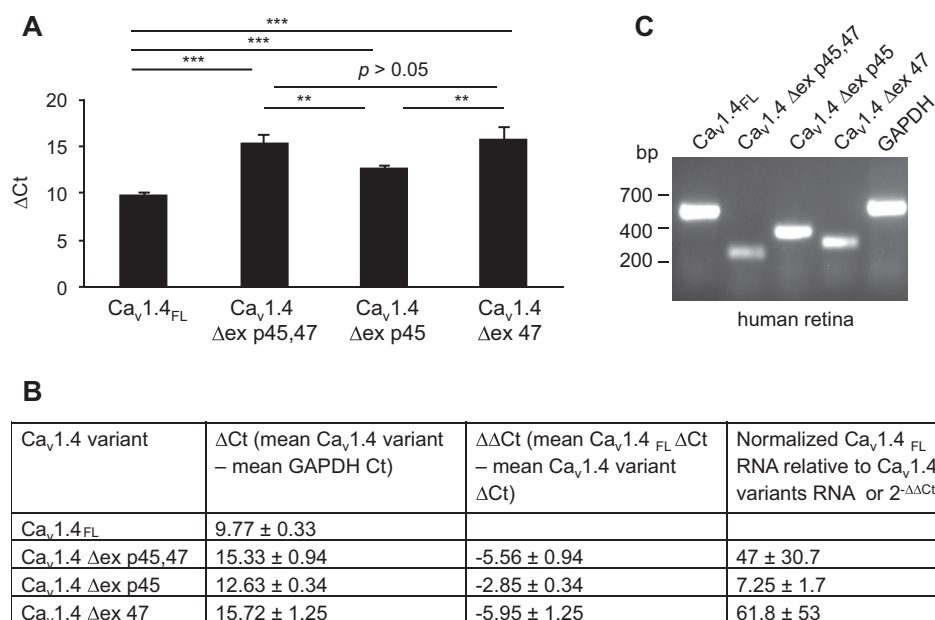 A
***
***
***
p > 0.05
**
**
20
15
10
5
0
ΔCt
Cav1.4FL
Cav1.4
Δex p45,47
Cav1.4
Δex p45
Cav1.4
Δex 47
C
Cav1.4FL
Cav1.4 Δex p45,47
Cav1.4 Δex p45
Cav1.4 Δex 47
GAPDH
bp
700
400
200
human retina
B
Cav1.4 variant
ΔCt (mean Cav1.4 variant
– mean GAPDH Ct)
ΔΔCt (mean Cav1.4 FL ΔCt
– mean Cav1.4 variant
ΔCt)
Normalized Cav1.4 FL
RNA relative to Cav1.4
variants RNA or 2-ΔΔCt
Cav1.4FL 9.77 ± 0.33
Cav1.4 Δex p45,47 15.33 ± 0.94 -5.56 ± 0.94 47 ± 30.7
Cav1.4 Δex p45 12.63 ± 0.34 -2.85 ± 0.34 7.25 ± 1.7
Cav1.4 Δex 47 15.72 ± 1.25 -5.95 ± 1.25 61.8 ± 53